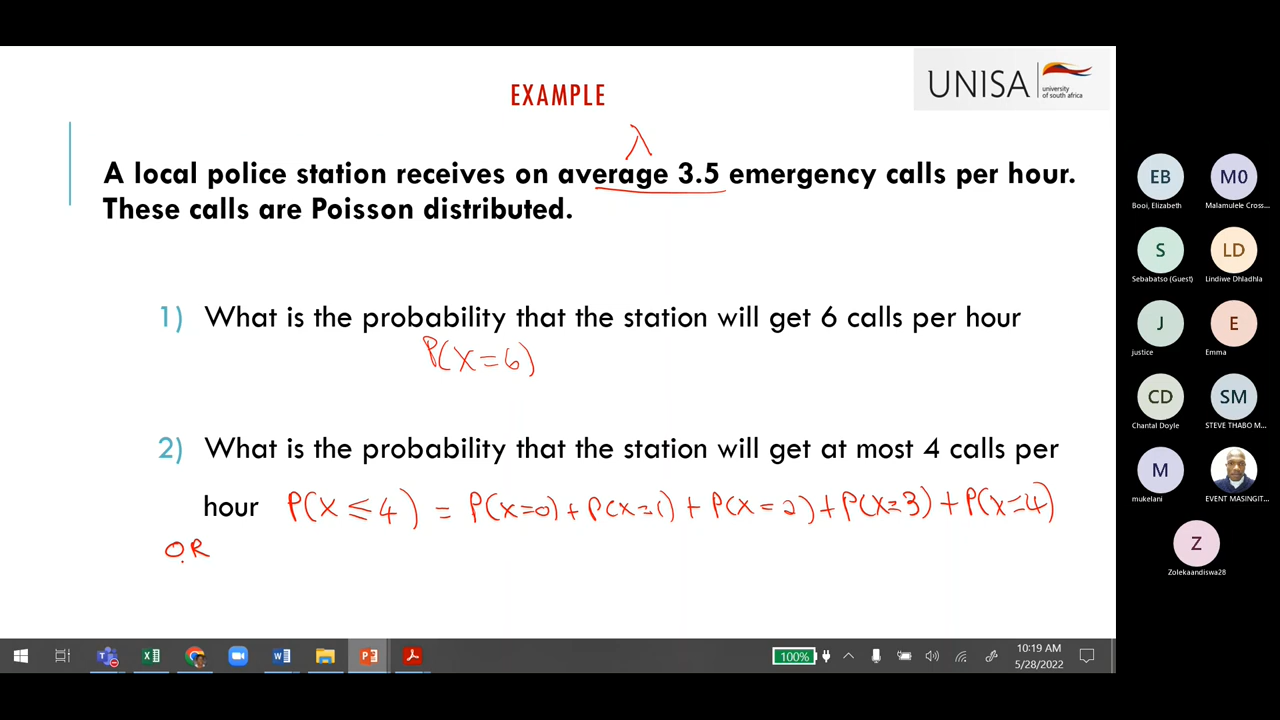 EXAMPLE
UNISA
university
of south africa
λ
A local police station receives on average 3.5 emergency calls per hour.
These calls are Poisson distributed.
1) What is the probability that the station will get 6 calls per hour
P(X=6)
2) What is the probability that the station will get at most 4 calls per
hour P(X ≤ 4) = P(X=0) + P(X=1) + P(X=2) + P(X=3) + P(X=4)
OR
EB
Booi, Elizabeth
M0
Malamulele Cross...
S
Sebabatso (Guest)
LD
Lindiwe Dhladhla
J
justice
E
Emma
CD
Chantal Doyle
SM
STEVE THABO M...
M
mukelani
EVENT MASINGIT...
Z
Zolekaandiswa28
100%
10:19 AM
5/28/2022